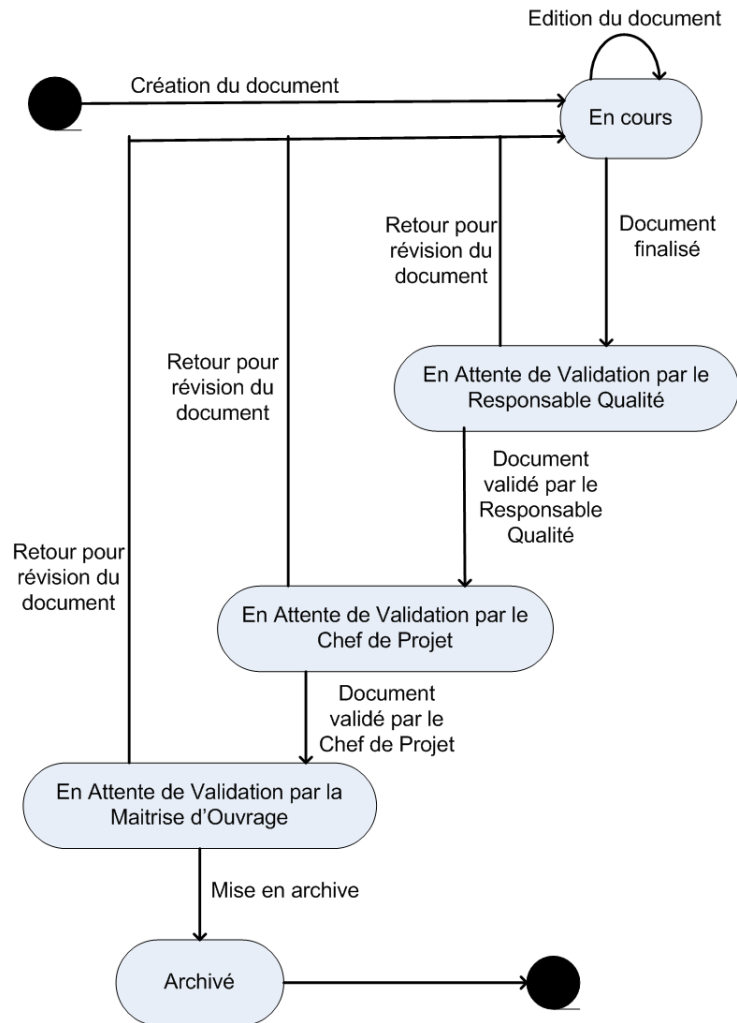 Edition du document
Création du document
En cours
Retour pour
révision du
document
Document
finalisé
En Attente de Validation par le
Responsable Qualité
Retour pour
révision du
document
Document
validé par le
Responsable
Qualité
Retour pour
révision du
document
En Attente de Validation par le
Chef de Projet
Document
validé par le
Chef de Projet
En Attente de Validation par la
Maitrise d'Ouvrage
Mise en archive
Archivé